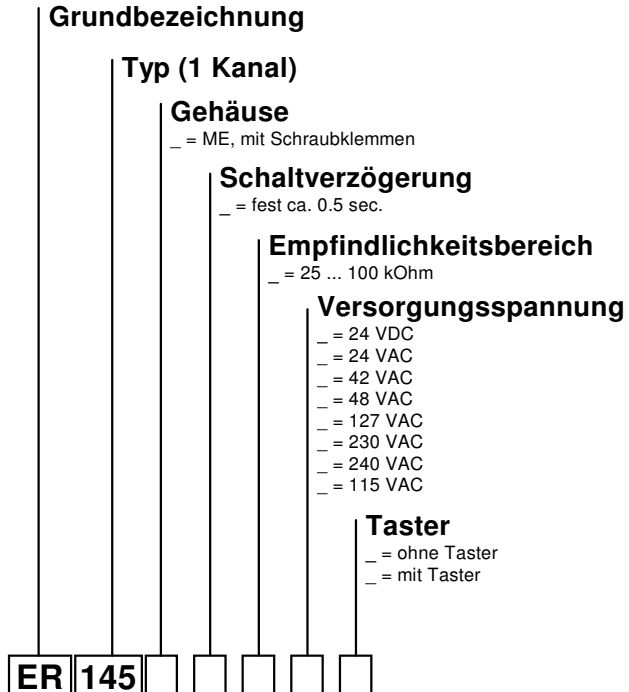 Grundbezeichnung
Typ (1 Kanal)
Gehäuse
_ = ME, mit Schraubklemmen
Schaltverzögerung
_ = fest ca. 0.5 sec.
Empfindlichkeitsbereich
_ = 25 ... 100 kOhm
Versorgungsspannung
_ = 24 VDC
_ = 24 VAC
_ = 42 VAC
_ = 48 VAC
_ = 127 VAC
_ = 230 VAC
_ = 240 VAC
_ = 115 VAC
Taster
_ = ohne Taster
_ = mit Taster
ER 145